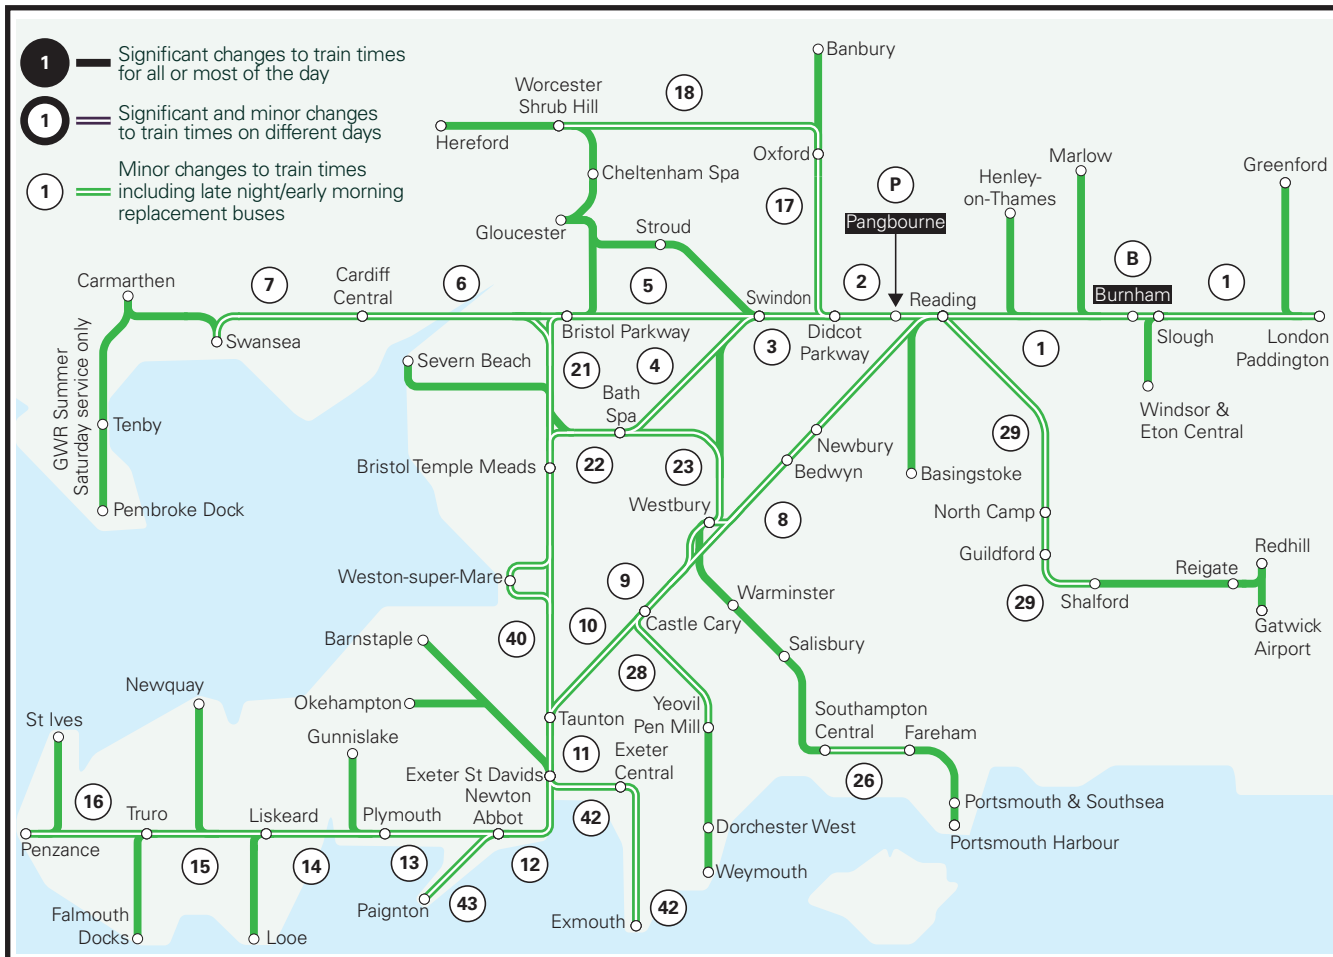 1
Significant changes to train times
for all or most of the day
1
Significant and minor changes
to train times on different days
1
Minor changes to train times
including late night/early morning
replacement buses
Banbury
Worcester
Shrub Hill
18
Hereford
Oxford
Cheltenham Spa
17
P
Pangbourne
Henley-
on-Thames
Marlow
Greenford
Gloucester
Stroud
Carmarthen
7
Cardiff
Central
6
5
Swindon
2
Reading
B
Burnham
1
Swansea
Bristol Parkway
3
Didcot
Parkway
1
Slough
London
Paddington
GWR Summer
Saturday service only
Severn Beach
21
4
Bath
Spa
Windsor &
Eton Central
Tenby
Newbury
29
Bristol Temple Meads
22
23
Bedwyn
Basingstoke
Pembroke Dock
Westbury
8
North Camp
Guildford
Redhill
Reigate
Weston-super-Mare
9
Warminster
29
Shalford
Gatwick
Airport
Castle Cary
10
40
Barnstaple
Salisbury
28
Newquay
Okehampton
Yeovil
Pen Mill
St Ives
Taunton
Southampton
Central
Fareham
Gunnislake
11
Exeter
Central
Exeter St Davids
26
16
Newton
Abbot
Truro
Liskeard
Plymouth
42
Portsmouth & Southsea
Penzance
Dorchester West
Portsmouth Harbour
15
14
13
12
Weymouth
Paignton
43
42
Falmouth
Docks
Looe
Exmouth